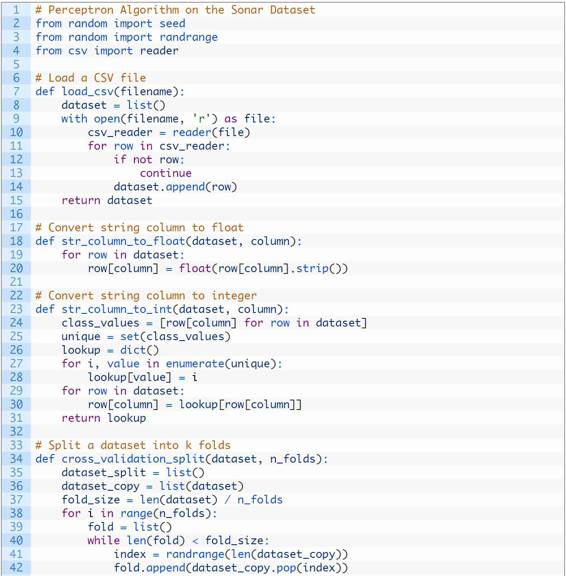 1 # Perceptron Algorithm on the Sonar Dataset
2 from random import seed
3 from random import randrange
4 from csv import reader
5
6 # Load a CSV file
7 def load_csv(filename):
8     dataset = list()
9     with open(filename, 'r') as file:
10         csv_reader = reader(file)
11         for row in csv_reader:
12             if not row:
13                 continue
14             dataset.append(row)
15     return dataset
16
17 # Convert string column to float
18 def str_column_to_float(dataset, column):
19     for row in dataset:
20         row[column] = float(row[column].strip())
21
22 # Convert string column to integer
23 def str_column_to_int(dataset, column):
24     class_values = [row[column] for row in dataset]
25     unique = set(class_values)
26     lookup = dict()
27     for i, value in enumerate(unique):
28         lookup[value] = i
29     for row in dataset:
30         row[column] = lookup[row[column]]
31     return lookup
32
33 # Split a dataset into k folds
34 def cross_validation_split(dataset, n_folds):
35     dataset_split = list()
36     dataset_copy = list(dataset)
37     fold_size = len(dataset) / n_folds
38     for i in range(n_folds):
39         fold = list()
40         while len(fold) < fold_size:
41             index = randrange(len(dataset_copy))
42             fold.append(dataset_copy.pop(index))